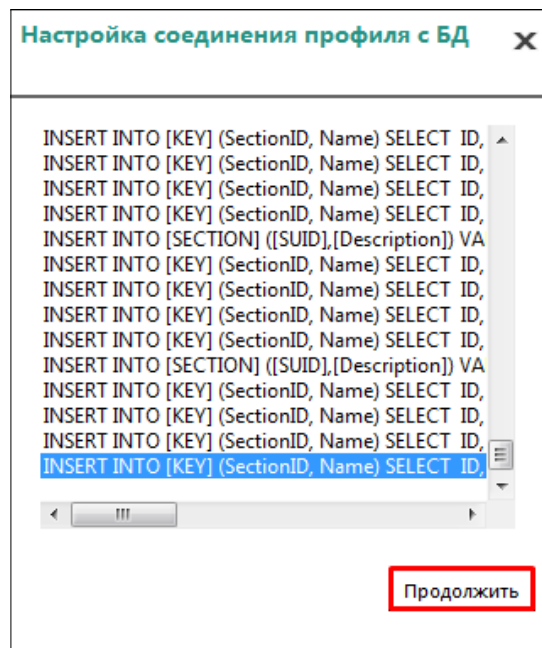 Настройка соединения профиля с БД
INSERT INTO [KEY] (SectionID, Name) SELECT ID,
INSERT INTO [KEY] (SectionID, Name) SELECT ID,
INSERT INTO [KEY] (SectionID, Name) SELECT ID,
INSERT INTO [KEY] (SectionID, Name) SELECT ID,
INSERT INTO [SECTION] ([SUID],[Description]) VA
INSERT INTO [KEY] (SectionID, Name) SELECT ID,
INSERT INTO [KEY] (SectionID, Name) SELECT ID,
INSERT INTO [KEY] (SectionID, Name) SELECT ID,
INSERT INTO [KEY] (SectionID, Name) SELECT ID,
INSERT INTO [SECTION] ([SUID],[Description]) VA
INSERT INTO [KEY] (SectionID, Name) SELECT ID,
INSERT INTO [KEY] (SectionID, Name) SELECT ID,
INSERT INTO [KEY] (SectionID, Name) SELECT ID,
INSERT INTO [KEY] (SectionID, Name) SELECT ID,
Продолжить